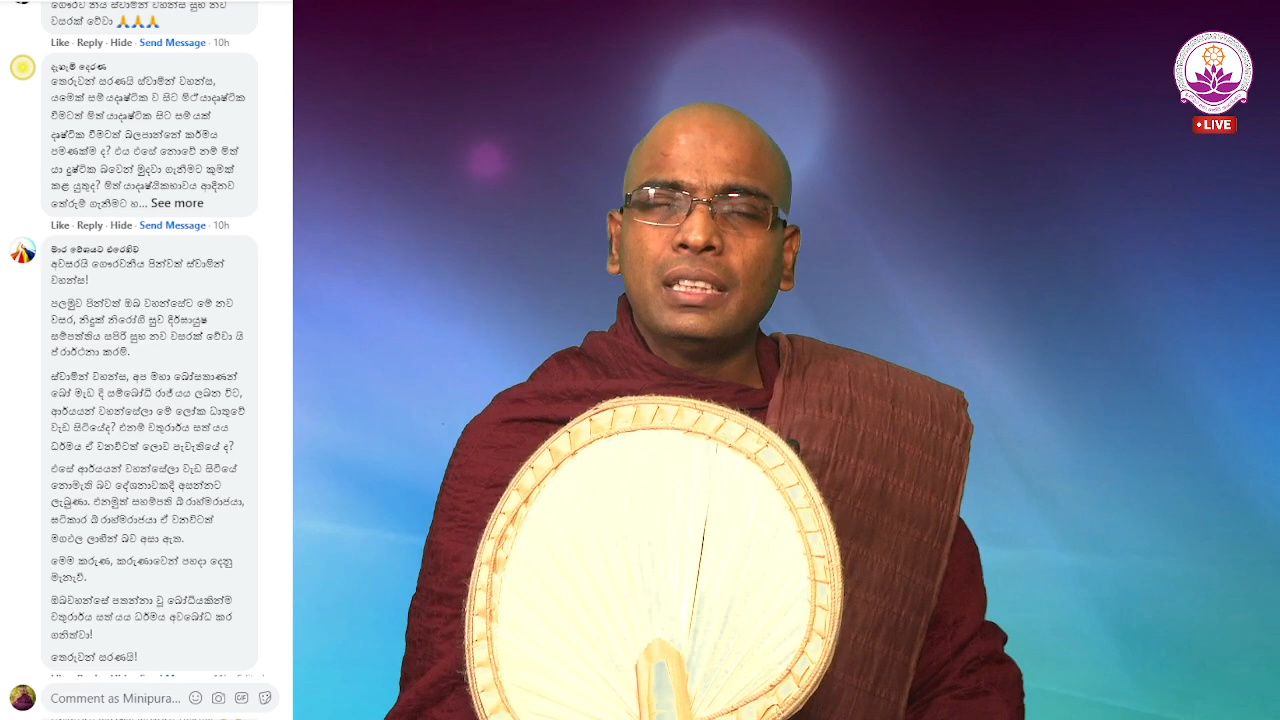 ගෞරව නීය ස්වාමින් වහන්ස සුභ නව
වසරක් වේවා 🙏🙏🙏
Like · Reply · Hide · Send Message · 10h
දැහැමි දෙරණ
තෙරුවන් සරණයි ස්වාමින් වහන්ස,
යමෙක් සම් යදෘෂ්ටික ව සිට මිථ් යාදෘෂ්ටික
වීමටත් මිත් යාදෘෂ්ටික සිට සම් යක්
දෘෂ්ටික වීමටත් බලපාන්නේ කර්මය
පමණක්ම ද? එය එසේ නොවේ නම් මිත්
යා දුෂ්ටික බවෙන් මුදවා ගැනීමට කුමක්
කළ යුතුද? මිත් යාදෘෂ්යිකභාවය ආදීනව
තේරුම් ගැනීමට හ... See more
Like · Reply · Hide · Send Message · 10h
මාර වේශයට එරෙහිව
අවසරයි ගෞරවනීය පින්වත් ස්වාමින්
වහන්ස!
පලමුව පින්වත් ඔබ වහන්සේට මේ නව
වසර, නිදුක් නිරෝගී සුව දීර්ඝායුෂ
සම්පත්තිය සපිරි සුභ නව වසරක් වේවා යි
ප් රාර්ථනා කරමි.
ස්වාමින් වහන්ස, අප මහා බෝසතාණන්
බෝ මැඩ දී සම්බෝධි රාජ් යය ලබන විට,
ආර්යයන් වහන්සේලා මේ ලෝක ධාතුවේ
වැඩ සිටියේද? එනම් චතුරාර්ය සත් යය
ධර්මය ඒ වනවිටත් ලොව පැවැතියේ ද?
එසේ ආර්යයන් වහන්සේලා වැඩ සිටියේ
නොමැති බව දේශනාවකදී අසන්නට
ලැබුණා. එනමුත් සහම්පති බ් රාහ්මරාජයා,
ඝටිකාර බ් රාහ්මරාජයා ඒ වනවිටත්
මගඵල ලාභීන් බව අසා ඇත.
මෙම කරුණ, කරුණාවෙන් පහදා දෙනු
මැනැවි.
ඔබවහන්සේ පතන්නා වූ බෝධියකින්ම
චතුරාර්ය සත් යය ධර්මය අවබෝධ කර
ගනිත්වා!
තෙරුවන් සරණයි!
Comment as Minipura...
GIF
• LIVE